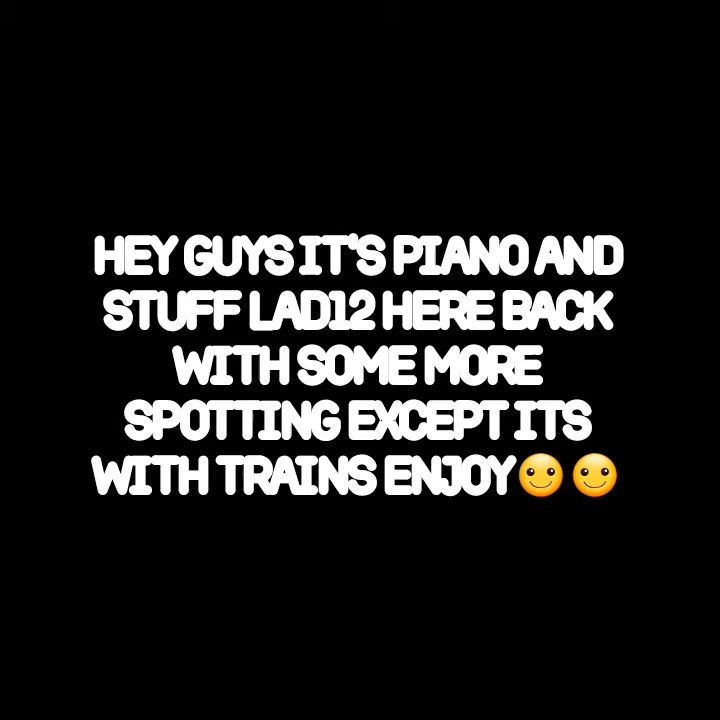 HEY GUYS IT'S PIANO AND
STUFF LAD12 HERE BACK
WITH SOME MORE
SPOTTING EXCEPT ITS
WITH TRAINS ENJOY🙂🙂